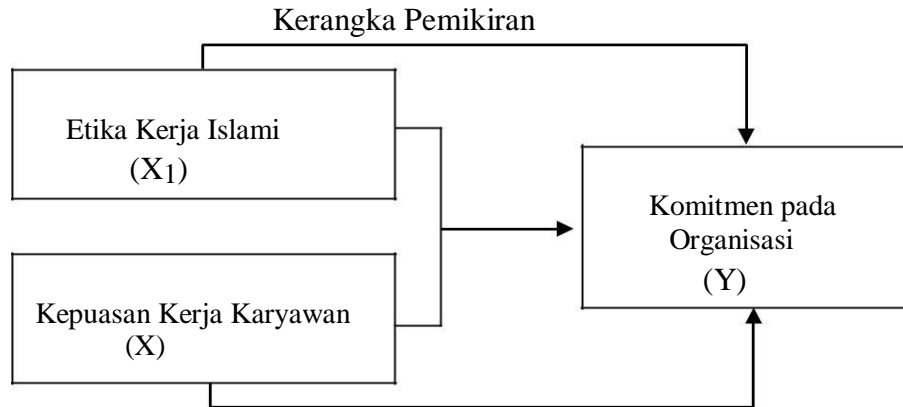 Kerangka Pemikiran
Etika Kerja Islami
(X1)
Kepuasan Kerja Karyawan
(X)
Komitmen pada
Organisasi
(Y)